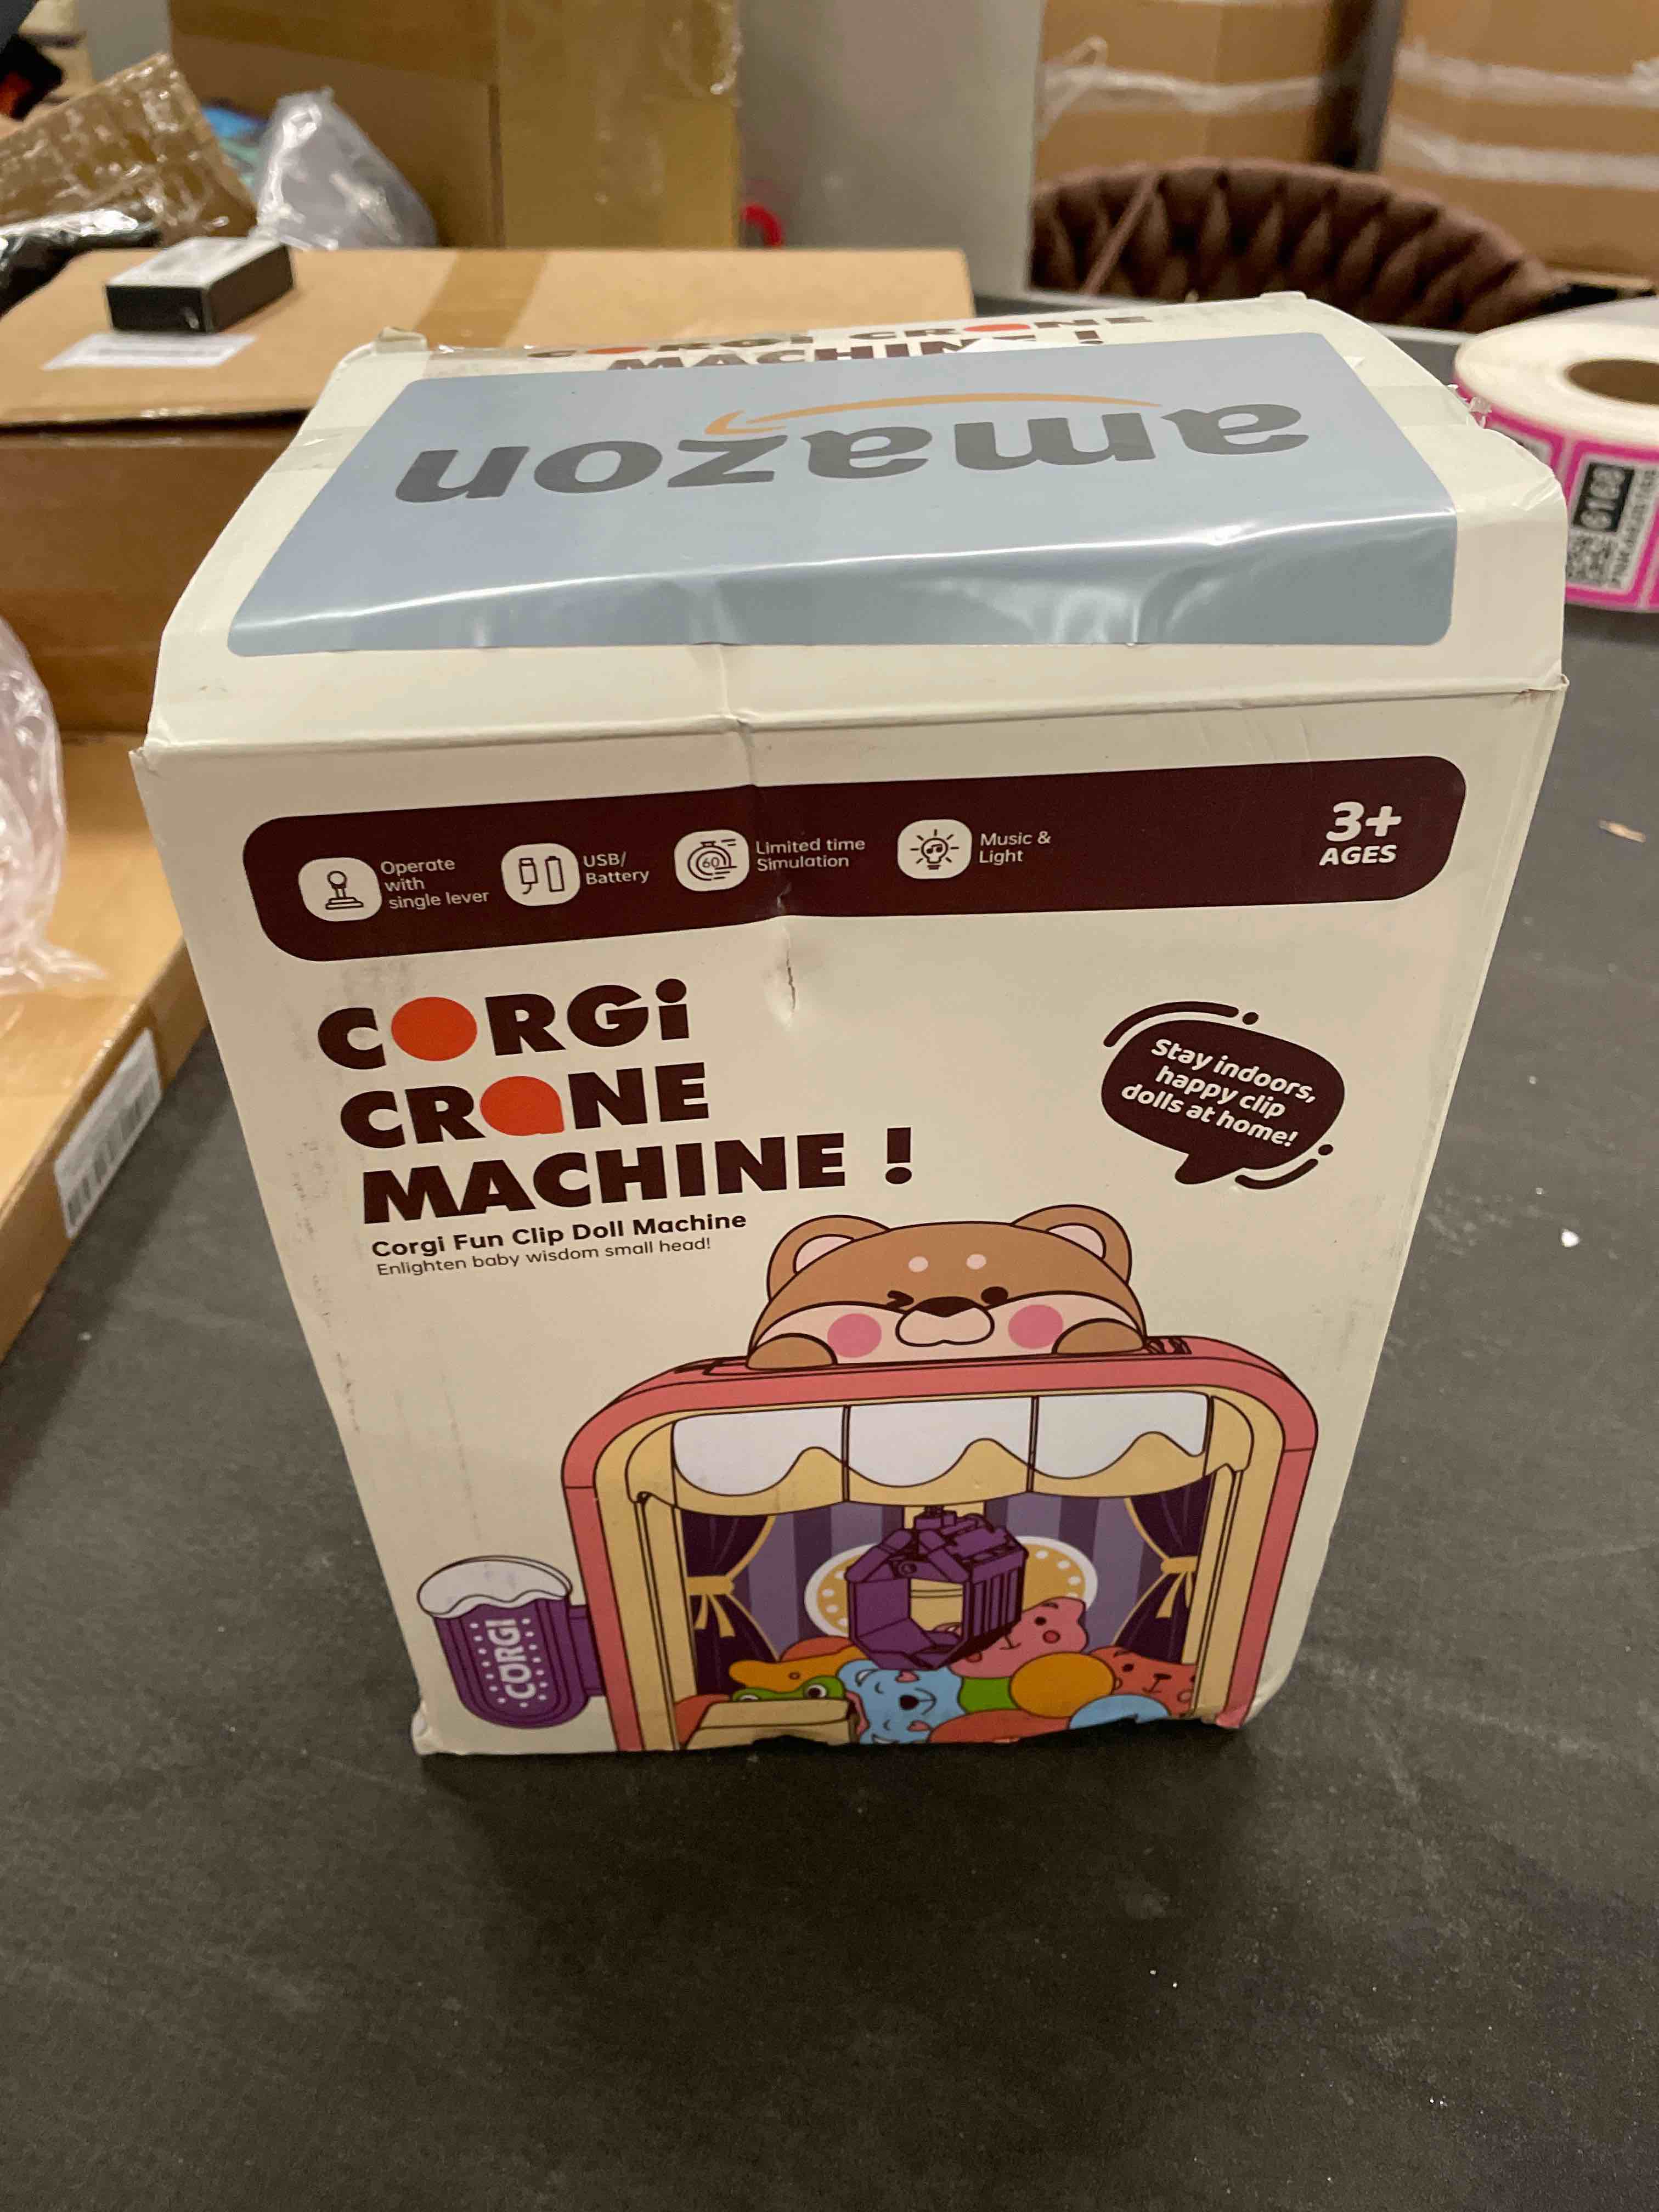 CORGI CRANE
MACHINE !
amazon
Operate
with
single lever
USB/
Battery
60
Limited time
Simulation
Music &
Light
3+
AGES
CORGi
CRaNE
MACHINE !
Corgi Fun Clip Doll Machine
Enlighten baby wisdom small head!
Stay indoors,
happy clip
dolls at home!
CORGI
6168